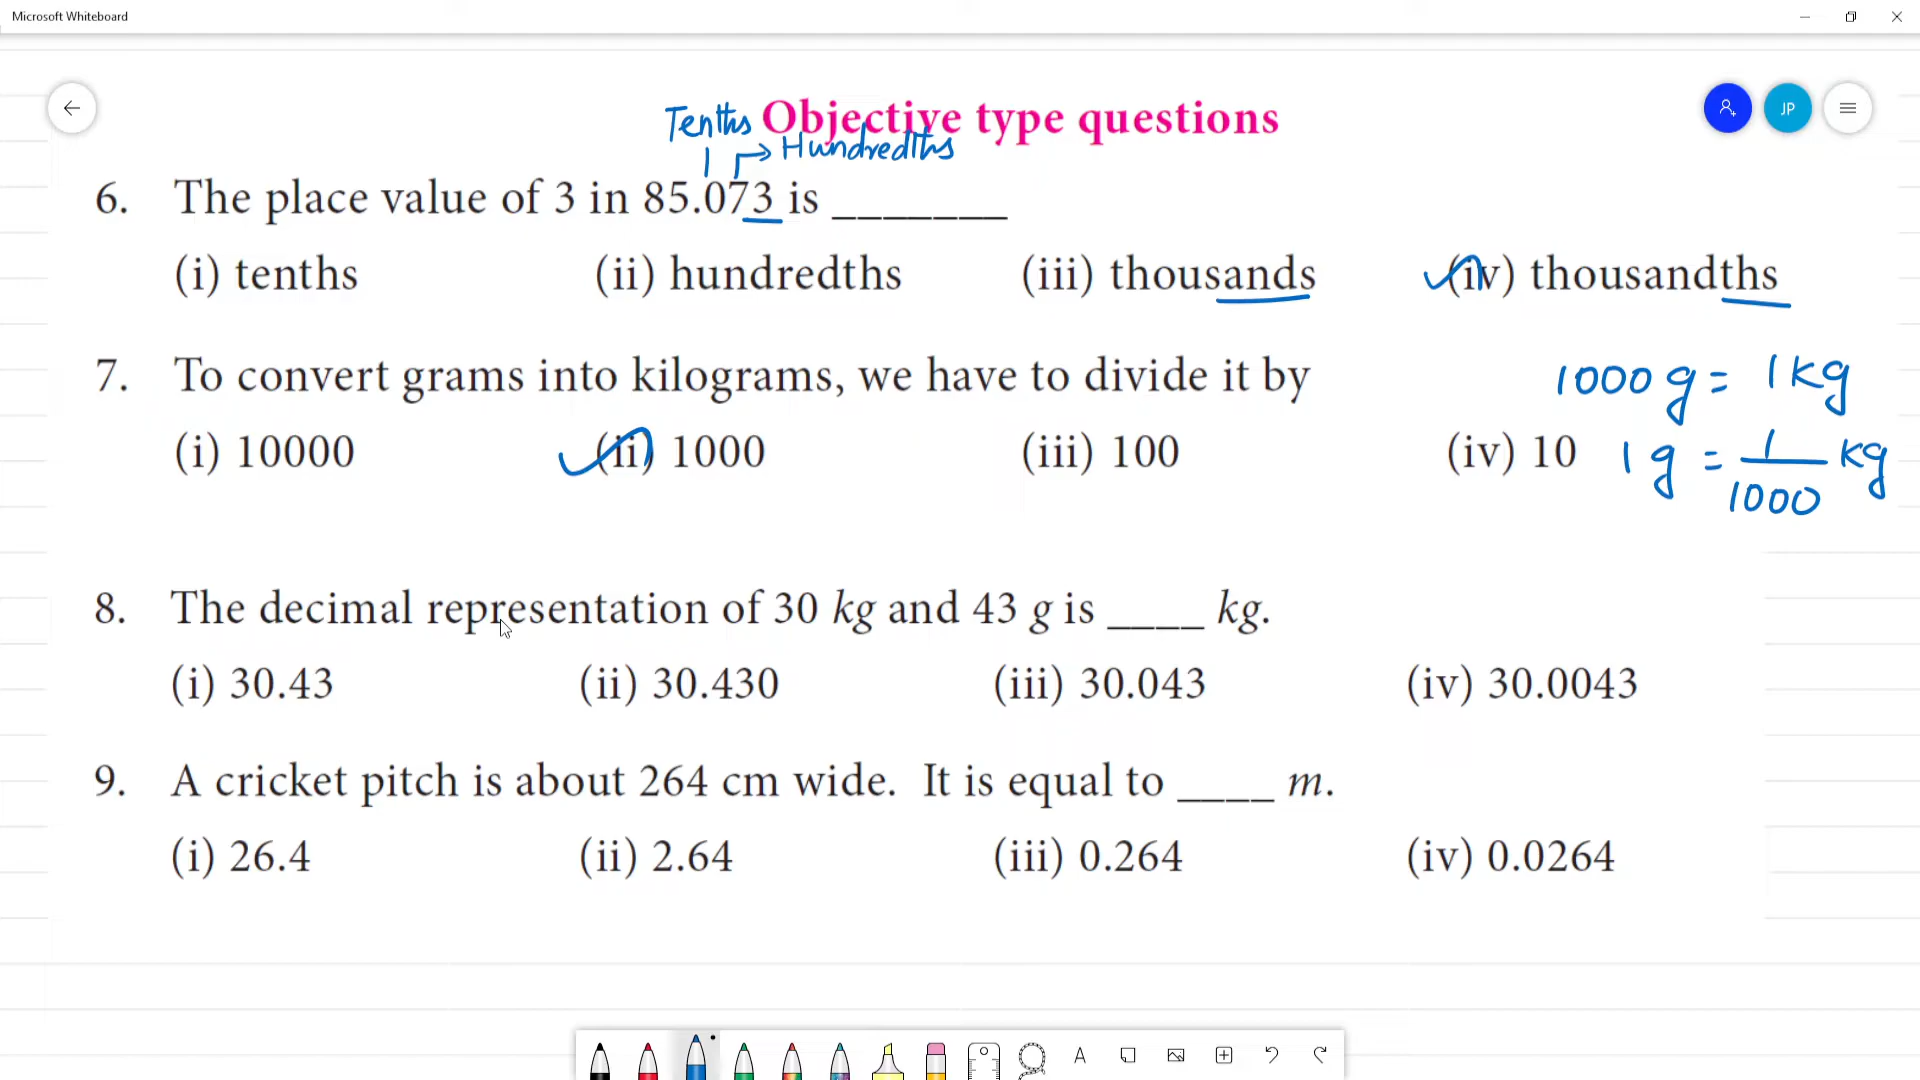 Microsoft Whiteboard
Tenths Objective type questions
Hundredths
JP
6. The place value of 3 in 85.073 is _______
(i) tenths (ii) hundredths (iii) thousands (iv) thousandths
7. To convert grams into kilograms, we have to divide it by
1000 g = 1 kg
(i) 10000 (ii) 1000 (iii) 100 (iv) 10
1 g = 1/1000 kg
8. The decimal representation of 30 kg and 43 g is ____ kg.
(i) 30.43 (ii) 30.430 (iii) 30.043 (iv) 30.0043
9. A cricket pitch is about 264 cm wide. It is equal to ____ m.
(i) 26.4 (ii) 2.64 (iii) 0.264 (iv) 0.0264
A